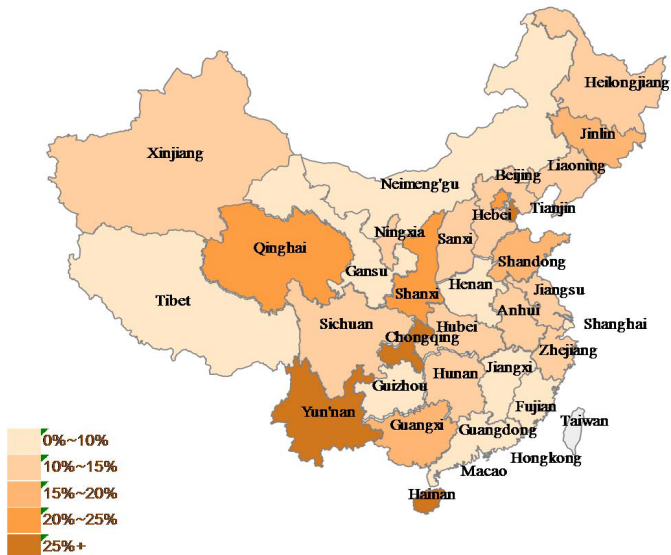 Heilongjiang
Jinlin
Liaoning
Xinjiang
Beijing
Neimeng'gu
Tianjin
Hebei
Ningxia
Sanxi
Qinghai
Shandong
Gansu
Henan
Shanxi
Jiangsu
Tibet
Anhui
Sichuan
Shanghai
Hubei
Chongqing
Zhejiang
Jiangxi
Hunan
Guizhou
Fujian
Yun'nan
Taiwan
Guangxi
Guangdong
Hongkong
Macao
Hainan
0%~10%
10%~15%
15%~20%
20%~25%
25%+